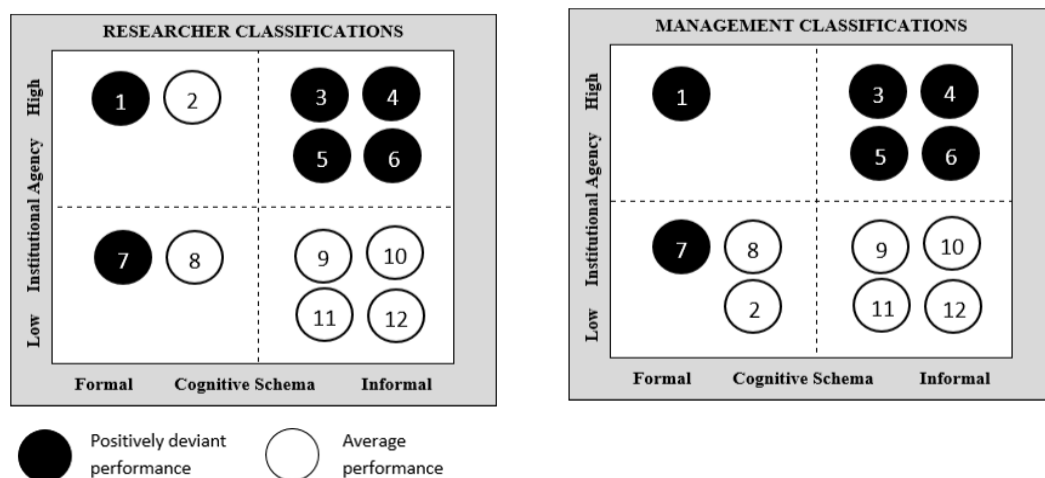 RESEARCHER CLASSIFICATIONS
High
Institutional Agency
Low
1
2
3
4
5
6
7
8
9
10
11
12
Formal
Cognitive Schema
Informal
MANAGEMENT CLASSIFICATIONS
High
Institutional Agency
Low
1
3
4
5
6
7
8
9
10
2
11
12
Formal
Cognitive Schema
Informal
Positively deviant
performance
Average
performance